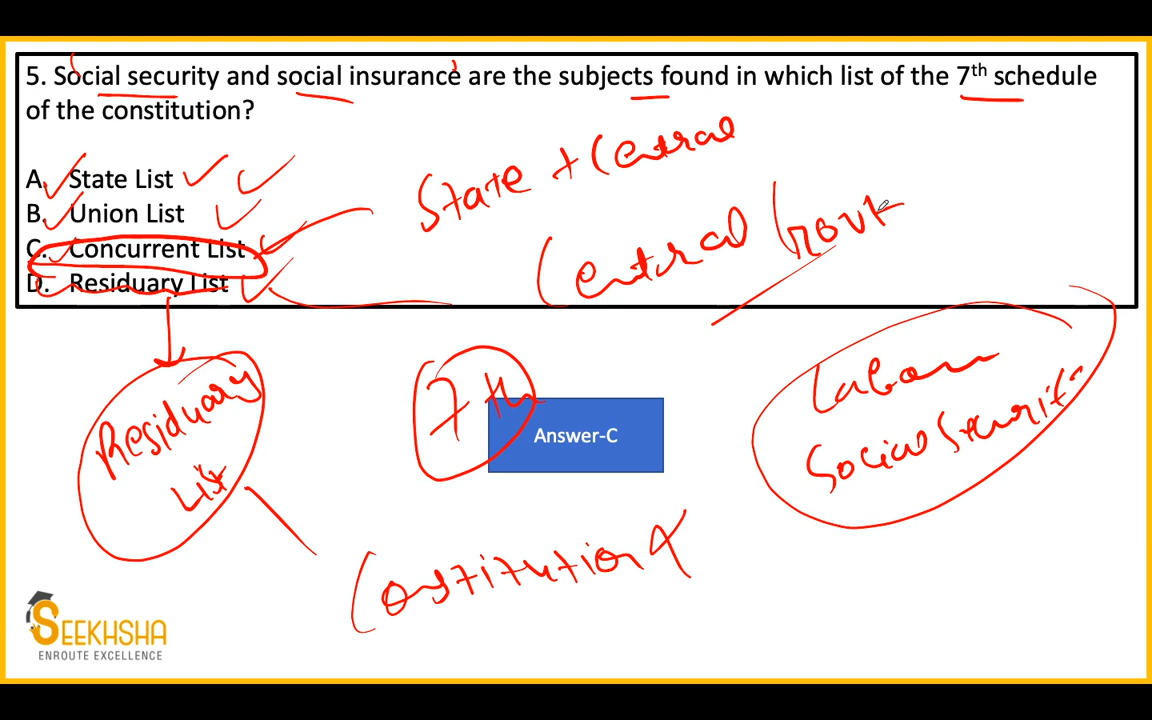 5. Social security and social insurance are the subjects found in which list of the 7th schedule
of the constitution?
A. State List
B. Union List
C. Concurrent List
D. Residuary List
State + Central
Central Govt
Residuary
List
7th
Answer-C
Labour
Social Security
Constitution
SEEKHSHA
ENROUTE EXCELLENCE